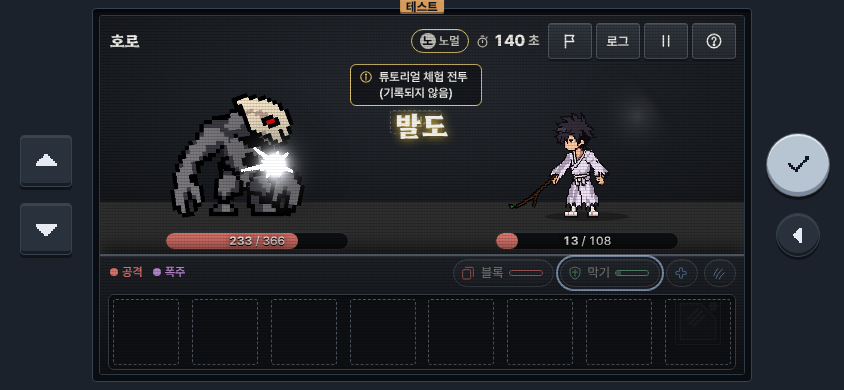 테스트
호로
노 노멀
140 초
로그
튜토리얼 체험 전투
(기록되지 않음)
발도
233 / 366
13 / 108
공격
폭주
블록
막기